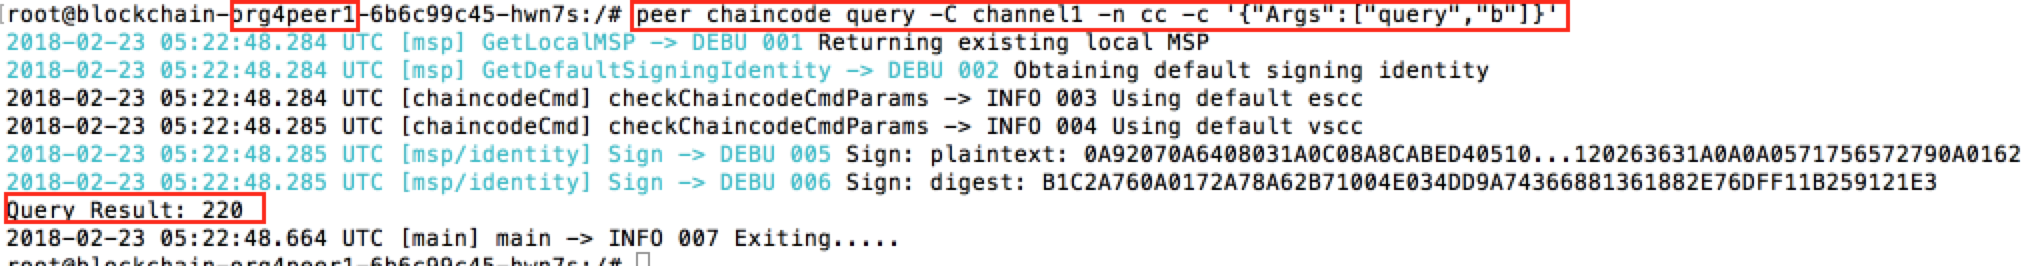 root@blockchain-org4peer1-6b6c99c45-hwn7s:/# peer chaincode query -C channel1 -n cc -c '{"Args":["query","b"]}'
2018-02-23 05:22:48.284 UTC [msp] GetLocalMSP -> DEBU 001 Returning existing local MSP
2018-02-23 05:22:48.284 UTC [msp] GetDefaultSigningIdentity -> DEBU 002 Obtaining default signing identity
2018-02-23 05:22:48.284 UTC [chaincodeCmd] checkChaincodeCmdParams -> INFO 003 Using default escc
2018-02-23 05:22:48.285 UTC [chaincodeCmd] checkChaincodeCmdParams -> INFO 004 Using default vscc
2018-02-23 05:22:48.285 UTC [msp/identity] Sign -> DEBU 005 Sign: plaintext: 0A92070A6408031A0C08A8CABED40510...120263631A0A0A0571756572790A0162
2018-02-23 05:22:48.285 UTC [msp/identity] Sign -> DEBU 006 Sign: digest: B1C2A760A0172A78A62B71004E034DD9A74366881361882E76DFF11B259121E3
Query Result: 220
2018-02-23 05:22:48.664 UTC [main] main -> INFO 007 Exiting.....
root@blockchain-org4peer1-6b6c99c45-hwn7s:/#